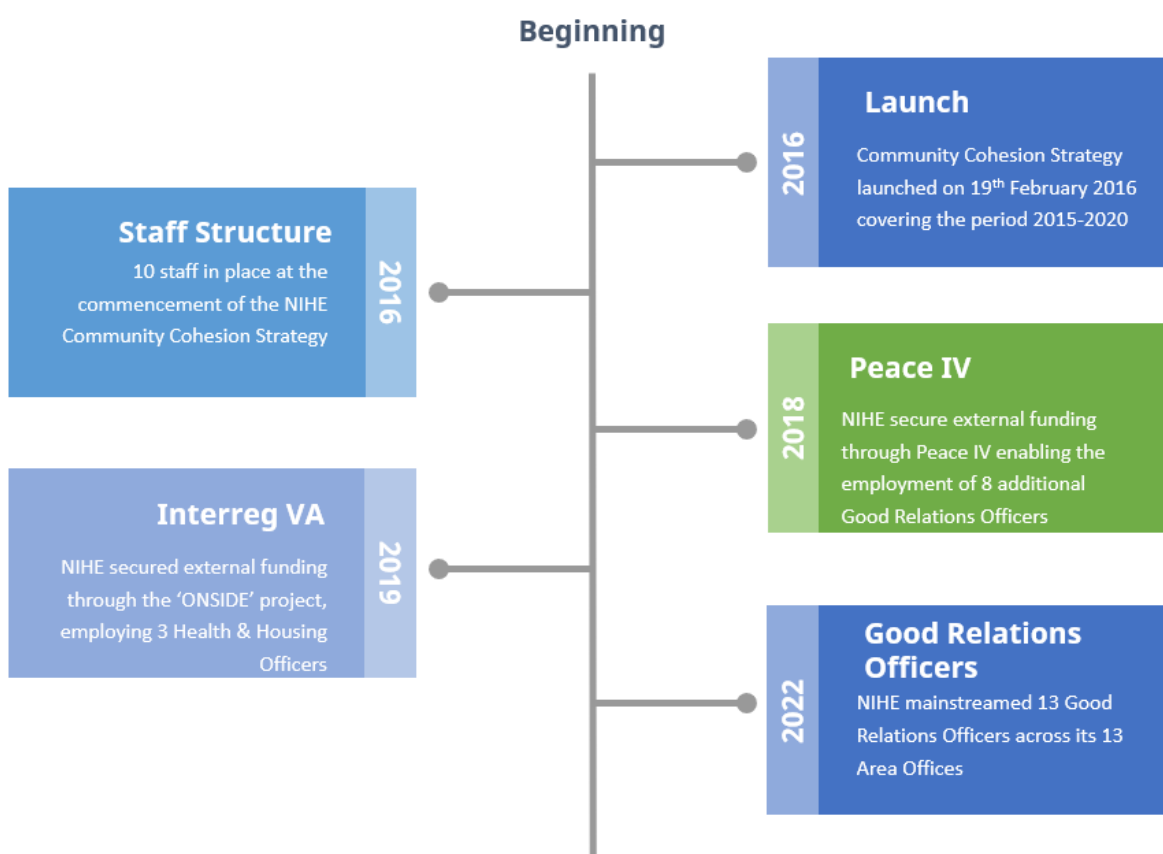 Beginning
2016
Launch
Community Cohesion Strategy
launched on 19th February 2016
covering the period 2015-2020
Staff Structure
10 staff in place at the
commencement of the NIHE
Community Cohesion Strategy
2016
2018
Peace IV
NIHE secure external funding
through Peace IV enabling the
employment of 8 additional
Good Relations Officers
Interreg VA
NIHE secured external funding
through the ‘ONSIDE’ project,
employing 3 Health & Housing
Officers
2019
2022
Good Relations
Officers
NIHE mainstreamed 13 Good
Relations Officers across its 13
Area Offices